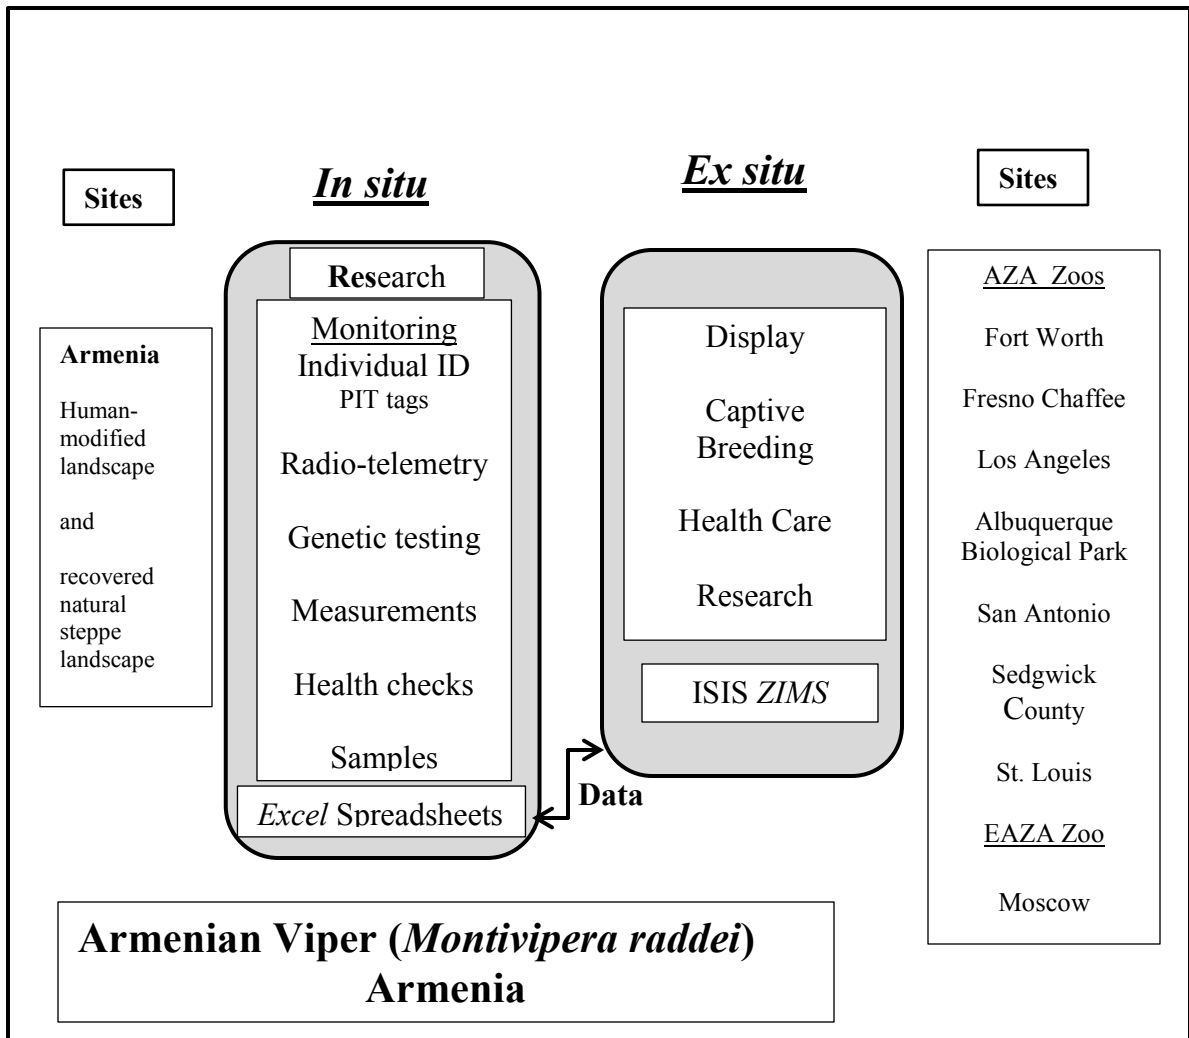 Sites
In situ
Ex situ
Sites
Armenia
Human-
modified
landscape
and
recovered
natural
steppe
landscape
Research
Monitoring
Individual ID
PIT tags
Radio-telemetry
Genetic testing
Measurements
Health checks
Samples
Excel Spreadsheets
Data
Display
Captive
Breeding
Health Care
Research
ISIS ZIMS
AZA Zoos
Fort Worth
Fresno Chaffee
Los Angeles
Albuquerque
Biological Park
San Antonio
Sedgwick
County
St. Louis
EAZA Zoo
Moscow
Armenian Viper (Montivipera raddei)
Armenia